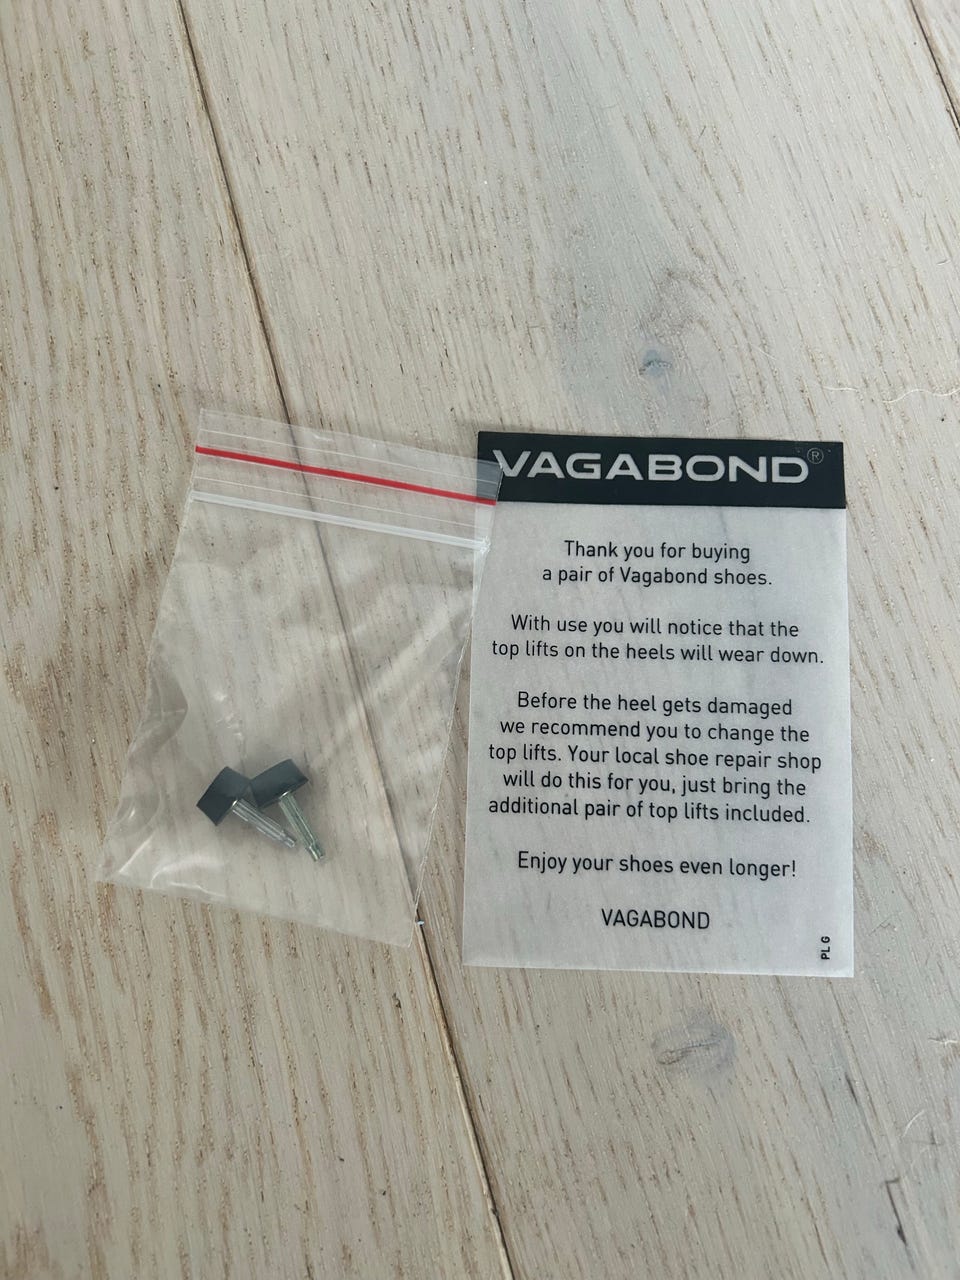 VAGABOND®
Thank you for buying
a pair of Vagabond shoes.
With use you will notice that the
top lifts on the heels will wear down.
Before the heel gets damaged
we recommend you to change the
top lifts. Your local shoe repair shop
will do this for you, just bring the
additional pair of top lifts included.
Enjoy your shoes even longer!
VAGABOND
PL G